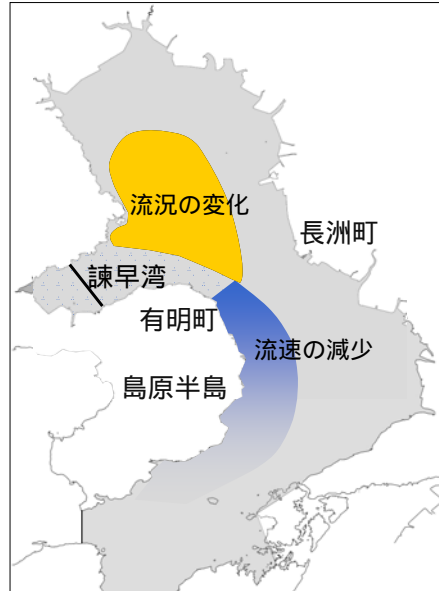 流況の変化
長洲町
諫早湾
有明町
流速の減少
島原半島